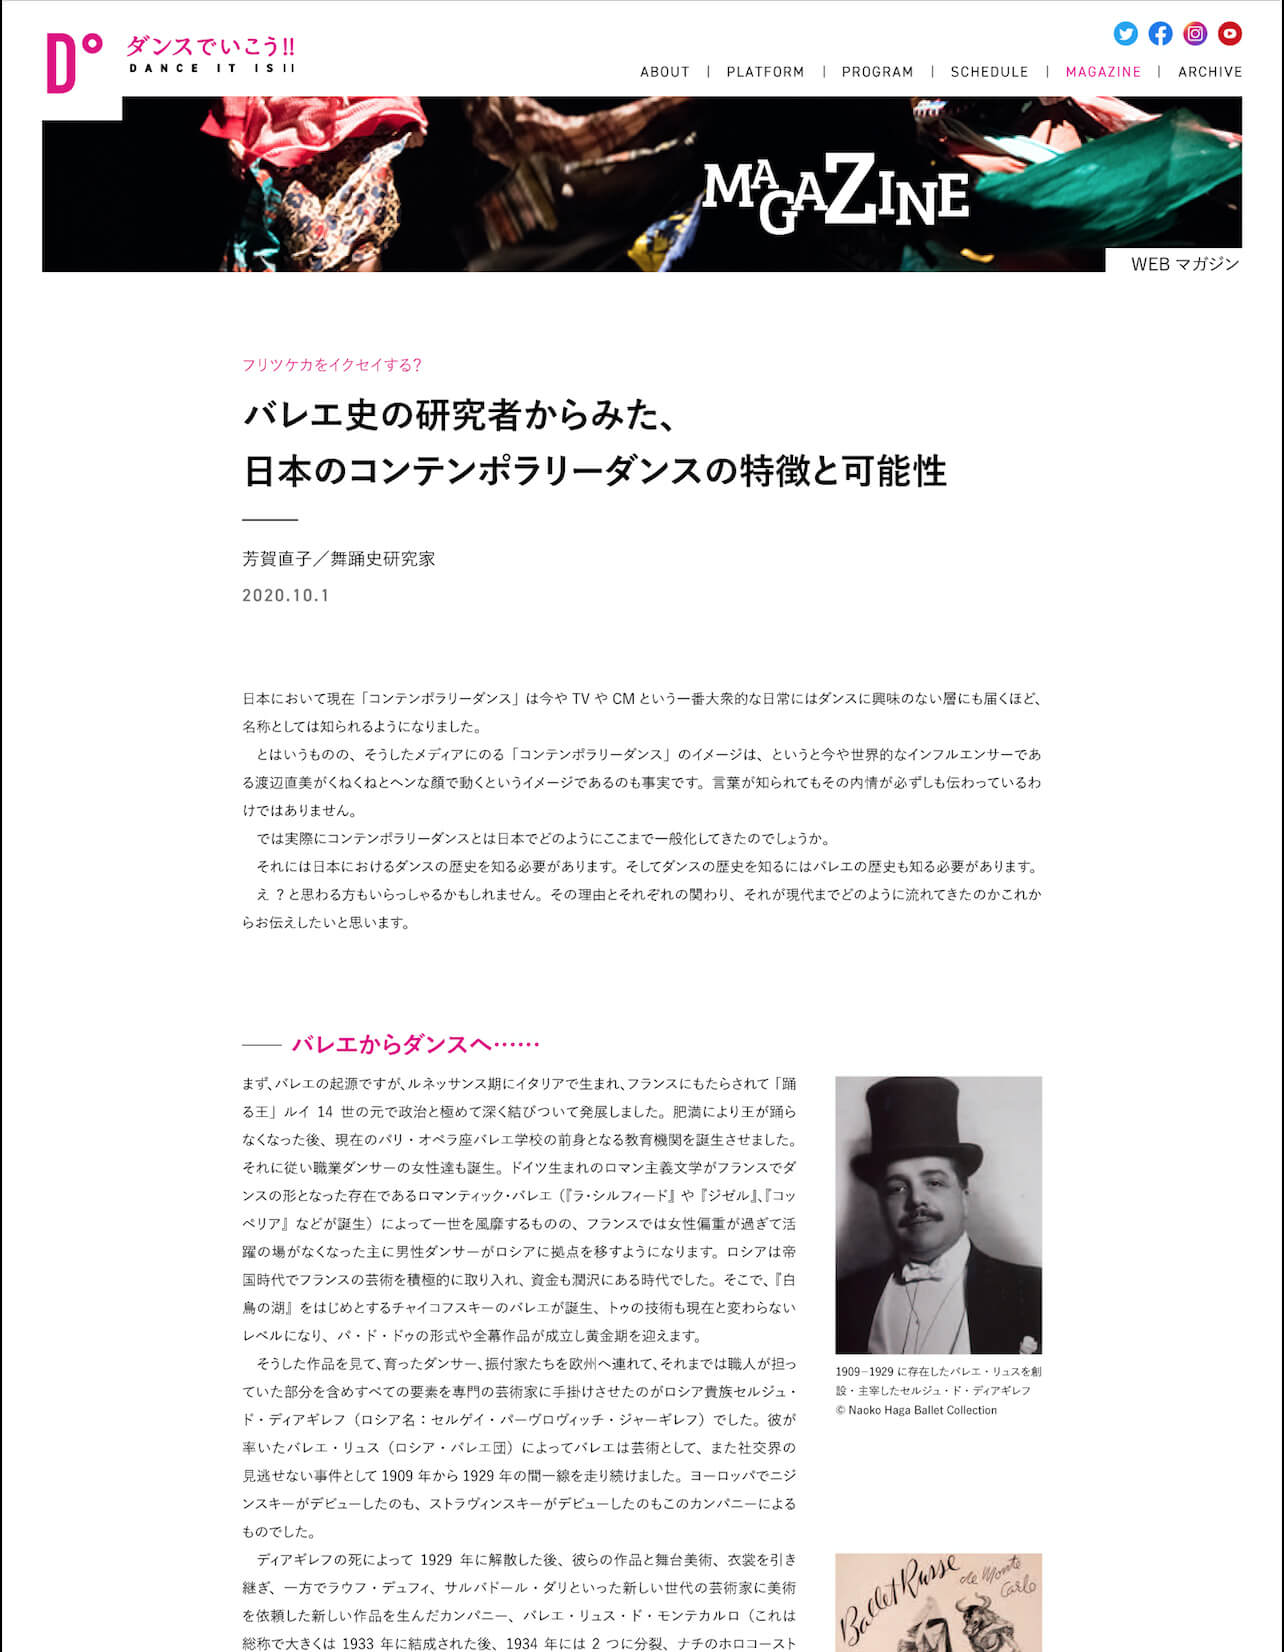 D° ダンスでいこう!!
DANCE IT IS!!
ABOUT | PLATFORM | PROGRAM | SCHEDULE | MAGAZINE | ARCHIVE
MAGAZINE
WEB マガジン
フリツケカをイクセイする?
バレエ史の研究者からみた、
日本のコンテンポラリーダンスの特徴と可能性
芳賀直子／舞踊史研究家
2020.10.1
日本において現在「コンテンポラリーダンス」は今や TV や CM という一番大衆的な日常にはダンスに興味のない層にも届くほど、
名称としては知られるようになりました。
とはいうものの、そうしたメディアにのる「コンテンポラリーダンス」のイメージは、というと今や世界的なインフルエンサーであ
る渡辺直美がくねくねとヘンな顔で動くというイメージであるのも事実です。言葉が知られてもその内情が必ずしも伝わっているわ
けではありません。
では実際にコンテンポラリーダンスとは日本でどのようにここまで一般化してきたのでしょうか。
それには日本におけるダンスの歴史を知る必要があります。そしてダンスの歴史を知るにはバレエの歴史も知る必要があります。
え？と思わる方もいらっしゃるかもしれません。その理由とそれぞれの関わり、それが現代までどのように流れてきたのかこれか
らお伝えしたいと思います。
バレエからダンスへ……
まず、バレエの起源ですが、ルネッサンス期にイタリアで生まれ、フランスにもたらされて「踊
る王」ルイ 14 世の元で政治と極めて深く結びついて発展しました。肥満により王が踊ら
なくなった後、現在のパリ・オペラ座バレエ学校の前身となる教育機関を誕生させました。
それに従い職業ダンサーの女性達も誕生。ドイツ生まれのロマン主義文学がフランスでダ
ンスの形となった存在であるロマンティック・バレエ（『ラ・シルフィード』や『ジゼル』、『コッ
ペリア』などが誕生）によって一世を風靡するものの、フランスでは女性偏重が過ぎて活
躍の場がなくなった主に男性ダンサーがロシアに拠点を移すようになります。ロシアは帝
国時代でフランスの芸術を積極的に取り入れ、資金も潤沢にある時代でした。そこで、『白
鳥の湖』をはじめとするチャイコフスキーのバレエが誕生、トゥの技術も現在と変わらない
レベルになり、パ・ド・ドゥの形式や全幕作品が成立し黄金期を迎えます。
そうした作品を見て、育ったダンサー、振付家たちを欧州へ連れて、それまでは職人が担っ
ていた部分を含めすべての要素を専門の芸術家に手掛けさせたのがロシア貴族セルジュ・
ド・ディアギレフ（ロシア名：セルゲイ・パーヴロヴィッチ・ジャーギレフ）でした。彼が
率いたバレエ・リュス（ロシア・バレエ団）によってバレエは芸術として、また社交界の
見逃せない事件として 1909 年から 1929 年の間一線を走り続けました。ヨーロッパでニジ
ンスキーがデビューしたのも、ストラヴィンスキーがデビューしたのもこのカンパニーによる
ものでした。
ディアギレフの死によって 1929 年に解散した後、彼らの作品と舞台美術、衣裳を引き
継ぎ、一方でラウフ・デュフィ、サルバドール・ダリといった新しい世代の芸術家に美術
を依頼した新しい作品を生んだカンパニー、バレエ・リュス・ド・モンテカルロ（これは
総称で大きくは 1933 年に結成された後、1934 年には 2 つに分裂、ナチのホロコースト
1909–1929 に存在したバレエ・リュスを創
設・主宰したセルジュ・ド・ディアギレフ
© Naoko Haga Ballet Collection
Ballet Russe
de Monte
Carlo